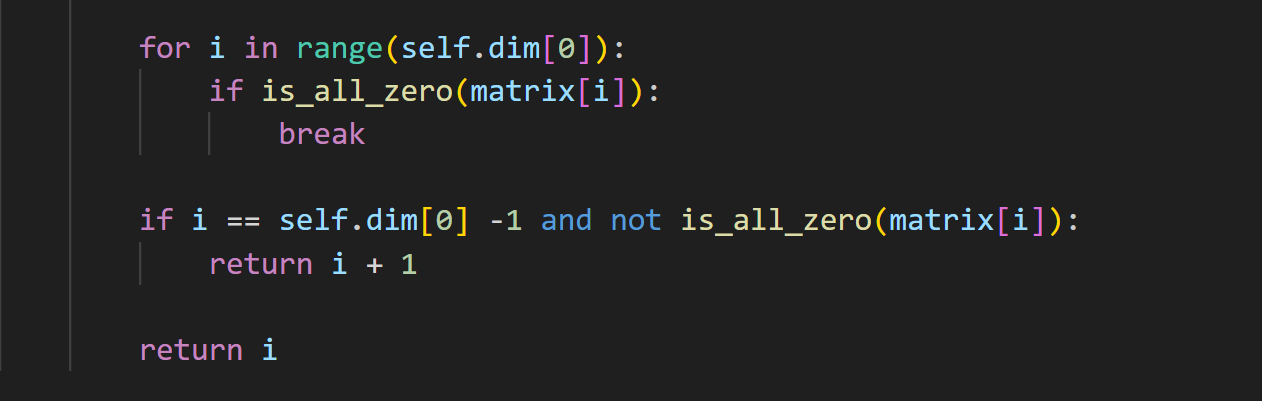 for i in range(self.dim[0]):
if is_all_zero(matrix[i]):
break
if i == self.dim[0] -1 and not is_all_zero(matrix[i]):
return i + 1
return i